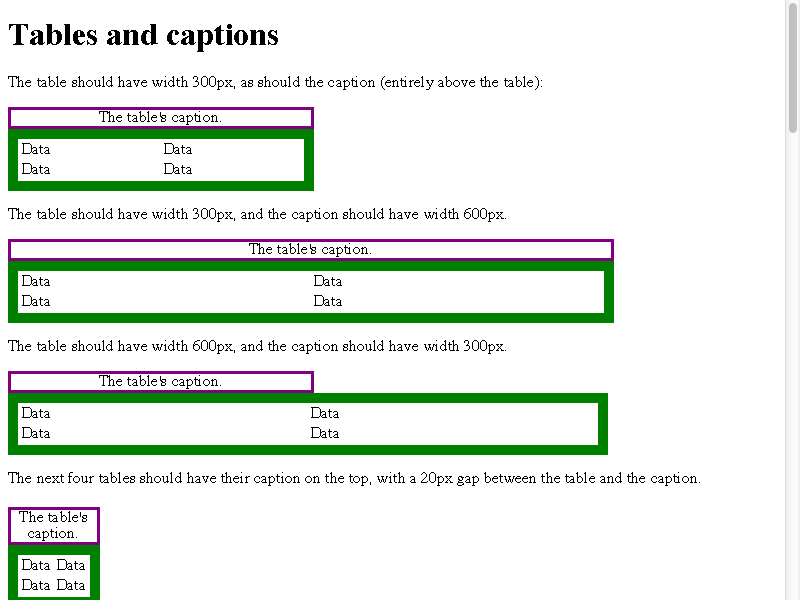 Tables and captions
The table should have width 300px, as should the caption (entirely above the table):
The table's caption.
Data Data
Data Data
The table should have width 300px, and the caption should have width 600px.
The table's caption.
Data Data
Data Data
The table should have width 600px, and the caption should have width 300px.
The table's caption.
Data Data
Data Data
The next four tables should have their caption on the top, with a 20px gap between the table and the caption.
The table's
caption.
Data Data
Data Data